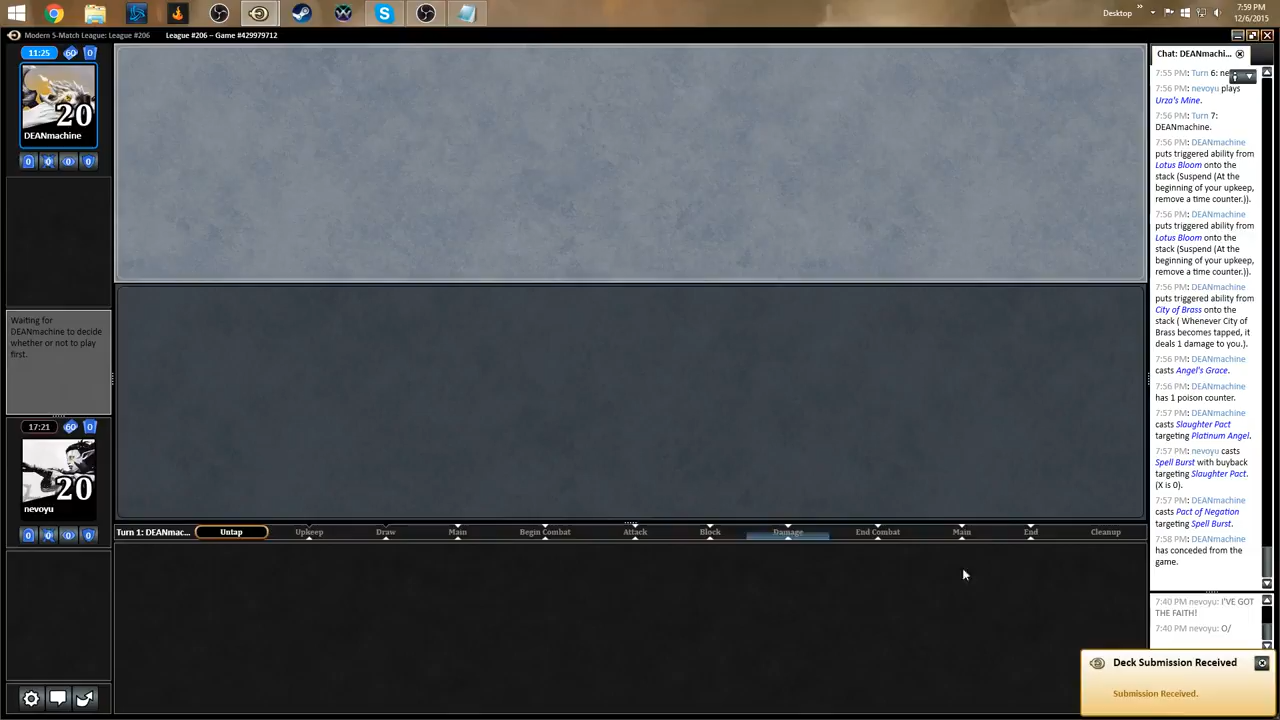 Desktop
7:59 PM
12/6/2015
Modern 5-Match League: League #206
League #206 – Game #429979712
11:25
60
0
20
DEANmachine
0
0
0
0
Waiting for
DEANmachine to decide
whether or not to play
first.
17:21
60
0
20
nevoyu
0
0
0
0
Turn 1: DEANmac...
Untap
Upkeep
Draw
Main
Begin Combat
Attack
Block
Damage
End Combat
Main
End
Cleanup
Chat: DEANmachi...
7:55 PM: Turn 6: ne
7:56 PM: nevoyu plays
Urza's Mine.
7:56 PM: Turn 7:
DEANmachine.
7:56 PM: DEANmachine
puts triggered ability from
Lotus Bloom onto the
stack (Suspend (At the
beginning of your upkeep,
remove a time counter.)).
7:56 PM: DEANmachine
puts triggered ability from
Lotus Bloom onto the
stack (Suspend (At the
beginning of your upkeep,
remove a time counter.)).
7:56 PM: DEANmachine
puts triggered ability from
City of Brass onto the
stack ( Whenever City of
Brass becomes tapped, it
deals 1 damage to you.).
7:56 PM: DEANmachine
casts Angel's Grace.
7:56 PM: DEANmachine
has 1 poison counter.
7:57 PM: DEANmachine
casts Slaughter Pact
targeting Platinum Angel.
7:57 PM: nevoyu casts
Spell Burst with buyback
targeting Slaughter Pact.
(X is 0).
7:57 PM: DEANmachine
casts Pact of Negation
targeting Spell Burst.
7:58 PM: DEANmachine
has conceded from the
game.
7:40 PM nevoyu: I'VE GOT
THE FAITH!
7:40 PM nevoyu: O/
Deck Submission Received
Submission Received.